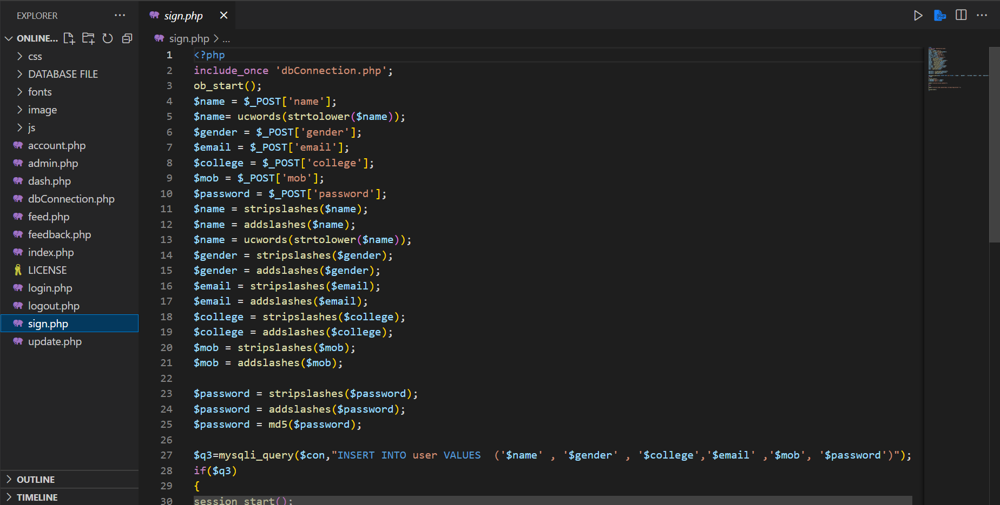 EXPLORER
ONLINE...
css
DATABASE FILE
fonts
image
js
account.php
admin.php
dash.php
dbConnection.php
feed.php
feedback.php
index.php
LICENSE
login.php
logout.php
sign.php
update.php
OUTLINE
TIMELINE
sign.php
sign.php > ...
1 <?php
2 include_once 'dbConnection.php';
3 ob_start();
4 $name = $_POST['name'];
5 $name= ucwords(strtolower($name));
6 $gender = $_POST['gender'];
7 $email = $_POST['email'];
8 $college = $_POST['college'];
9 $mob = $_POST['mob'];
10 $password = $_POST['password'];
11 $name = stripslashes($name);
12 $name = addslashes($name);
13 $name = ucwords(strtolower($name));
14 $gender = stripslashes($gender);
15 $gender = addslashes($gender);
16 $email = stripslashes($email);
17 $email = addslashes($email);
18 $college = stripslashes($college);
19 $college = addslashes($college);
20 $mob = stripslashes($mob);
21 $mob = addslashes($mob);
22
23 $password = stripslashes($password);
24 $password = addslashes($password);
25 $password = md5($password);
26
27 $q3=mysqli_query($con,"INSERT INTO user VALUES  ('$name' , '$gender' , '$college','$email' ,'$mob', '$password')");
28 if($q3)
29 {
30 session_start();